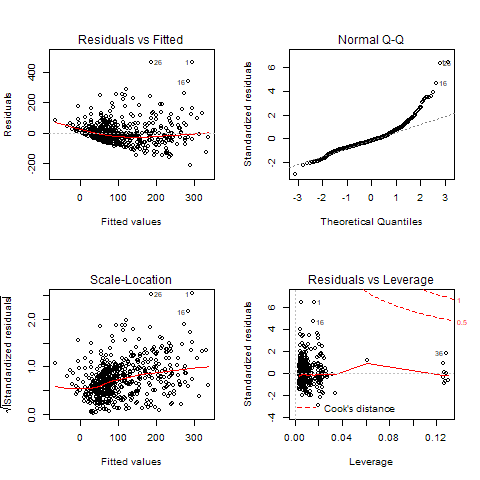 Residuals vs Fitted
Residuals
-200 0 200 400
26
1
16
0 100 200 300
Fitted values
Normal Q-Q
Standardized residuals
-2 0 2 4 6
16
-3 -2 -1 0 1 2 3
Theoretical Quantiles
Scale-Location
√|Standardized residuals|
0.0 1.0 2.0
26
1
16
0 100 200 300
Fitted values
Residuals vs Leverage
Standardized residuals
-4 -2 0 2 4 6
1
16
36
1
0.5
Cook's distance
0.00 0.04 0.08 0.12
Leverage